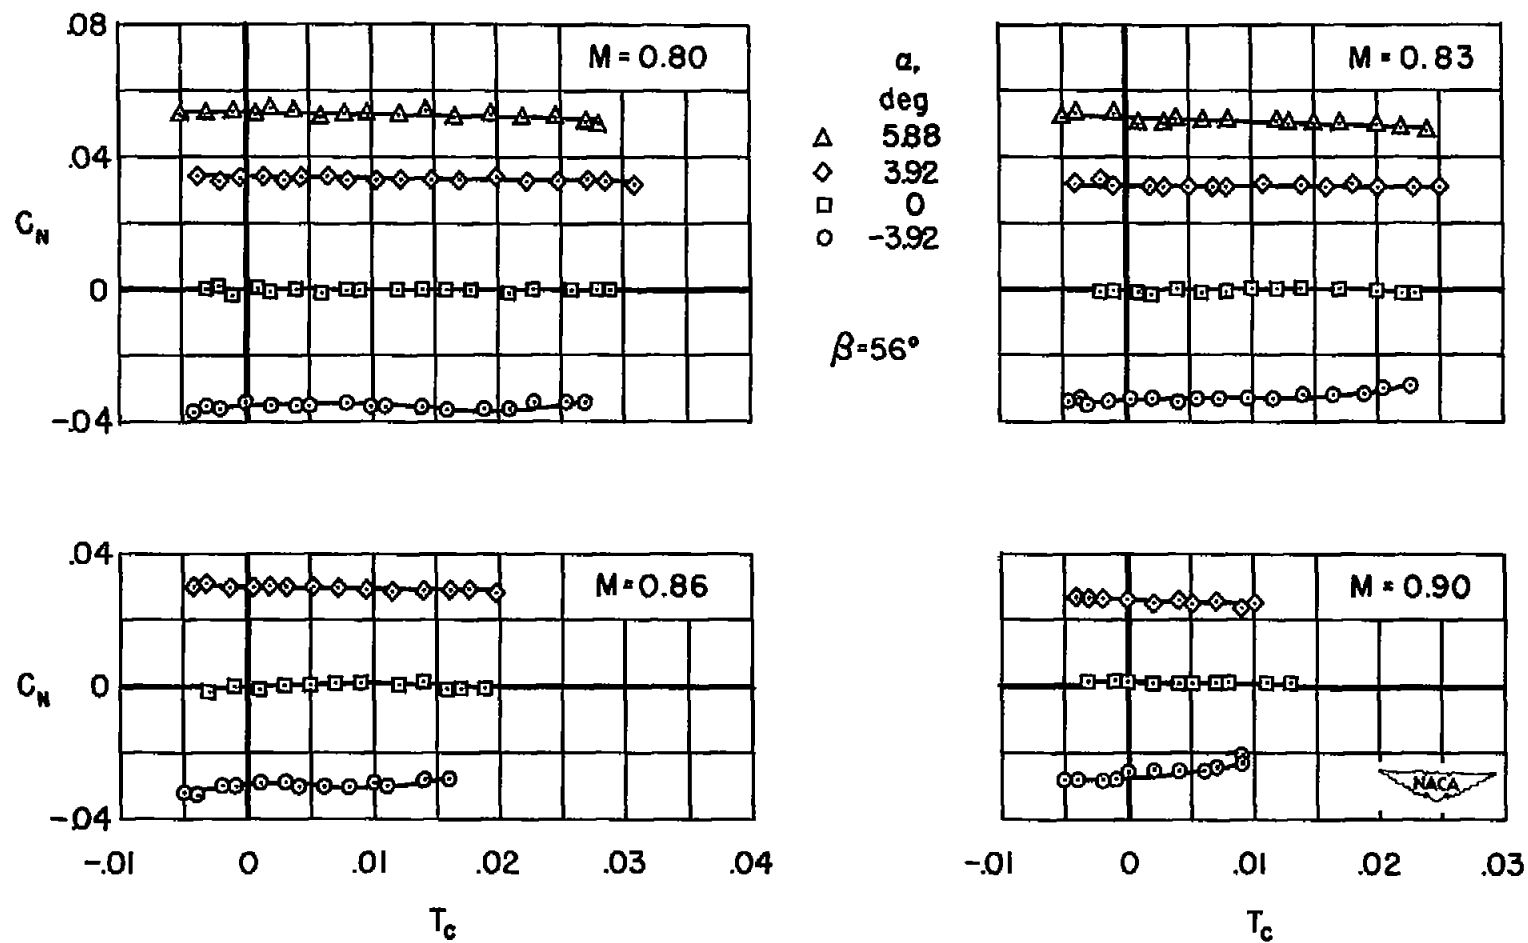 .08
.04
0
-.04
C_N
M = 0.80
α,
deg
5.88
3.92
0
-3.92
β=56°
M = 0.83
.04
0
-.04
C_N
M = 0.86
M = 0.90
NACA
-.01 0 .01 .02 .03 .04
T_c
-.01 0 .01 .02 .03
T_c